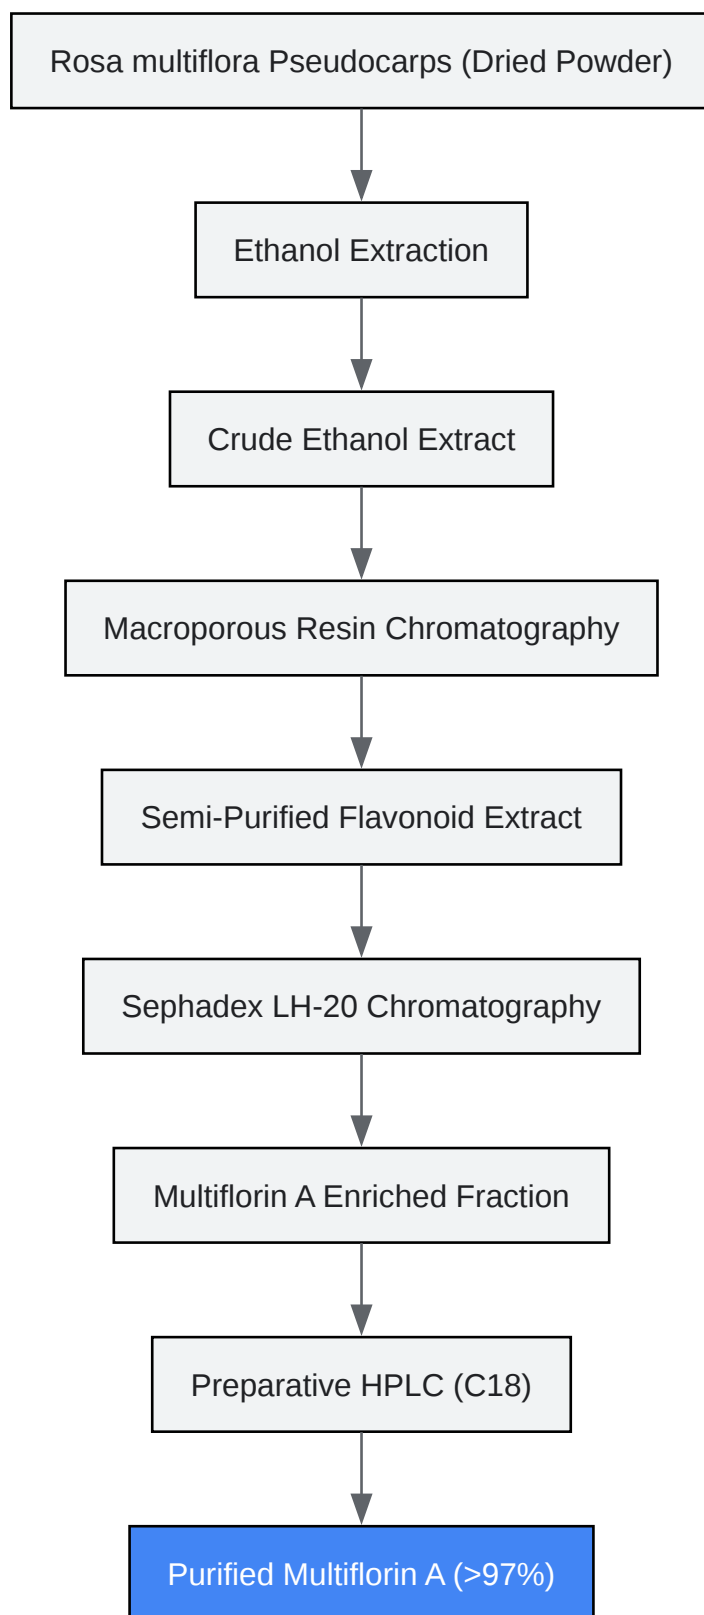 Rosa multiflora Pseudocarps (Dried Powder)
Ethanol Extraction
Crude Ethanol Extract
Macroporous Resin Chromatography
Semi-Purified Flavonoid Extract
Sephadex LH-20 Chromatography
Multiflorin A Enriched Fraction
Preparative HPLC (C18)
Purified Multiflorin A (>97%)